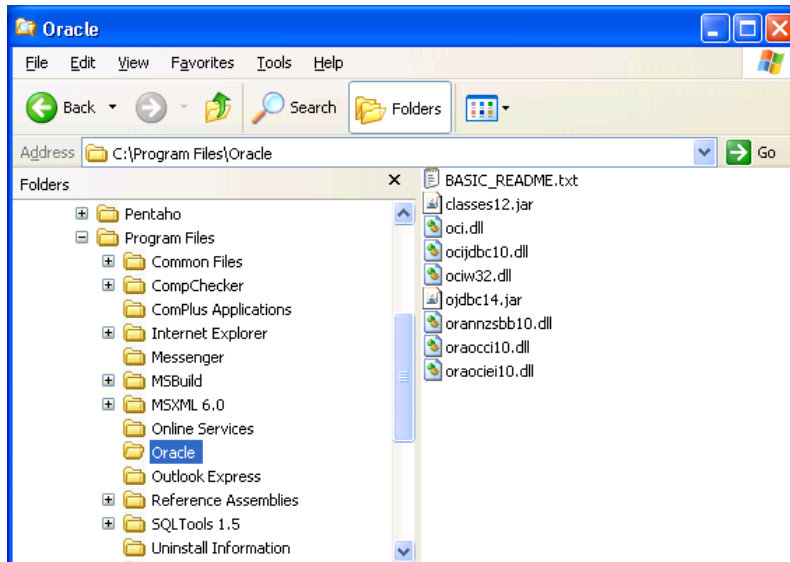 Oracle
File Edit View Favorites Tools Help
Back Search Folders
Address C:\Program Files\Oracle Go
Folders
Pentaho
Program Files
Common Files
CompChecker
ComPlus Applications
Internet Explorer
Messenger
MSBuild
MSXML 6.0
Online Services
Oracle
Outlook Express
Reference Assemblies
SQLTools 1.5
Uninstall Information
BASIC_README.txt
classes12.jar
oci.dll
ocijdbc10.dll
ociw32.dll
ojdbc14.jar
orannzsbb10.dll
oraocci10.dll
oraociei10.dll